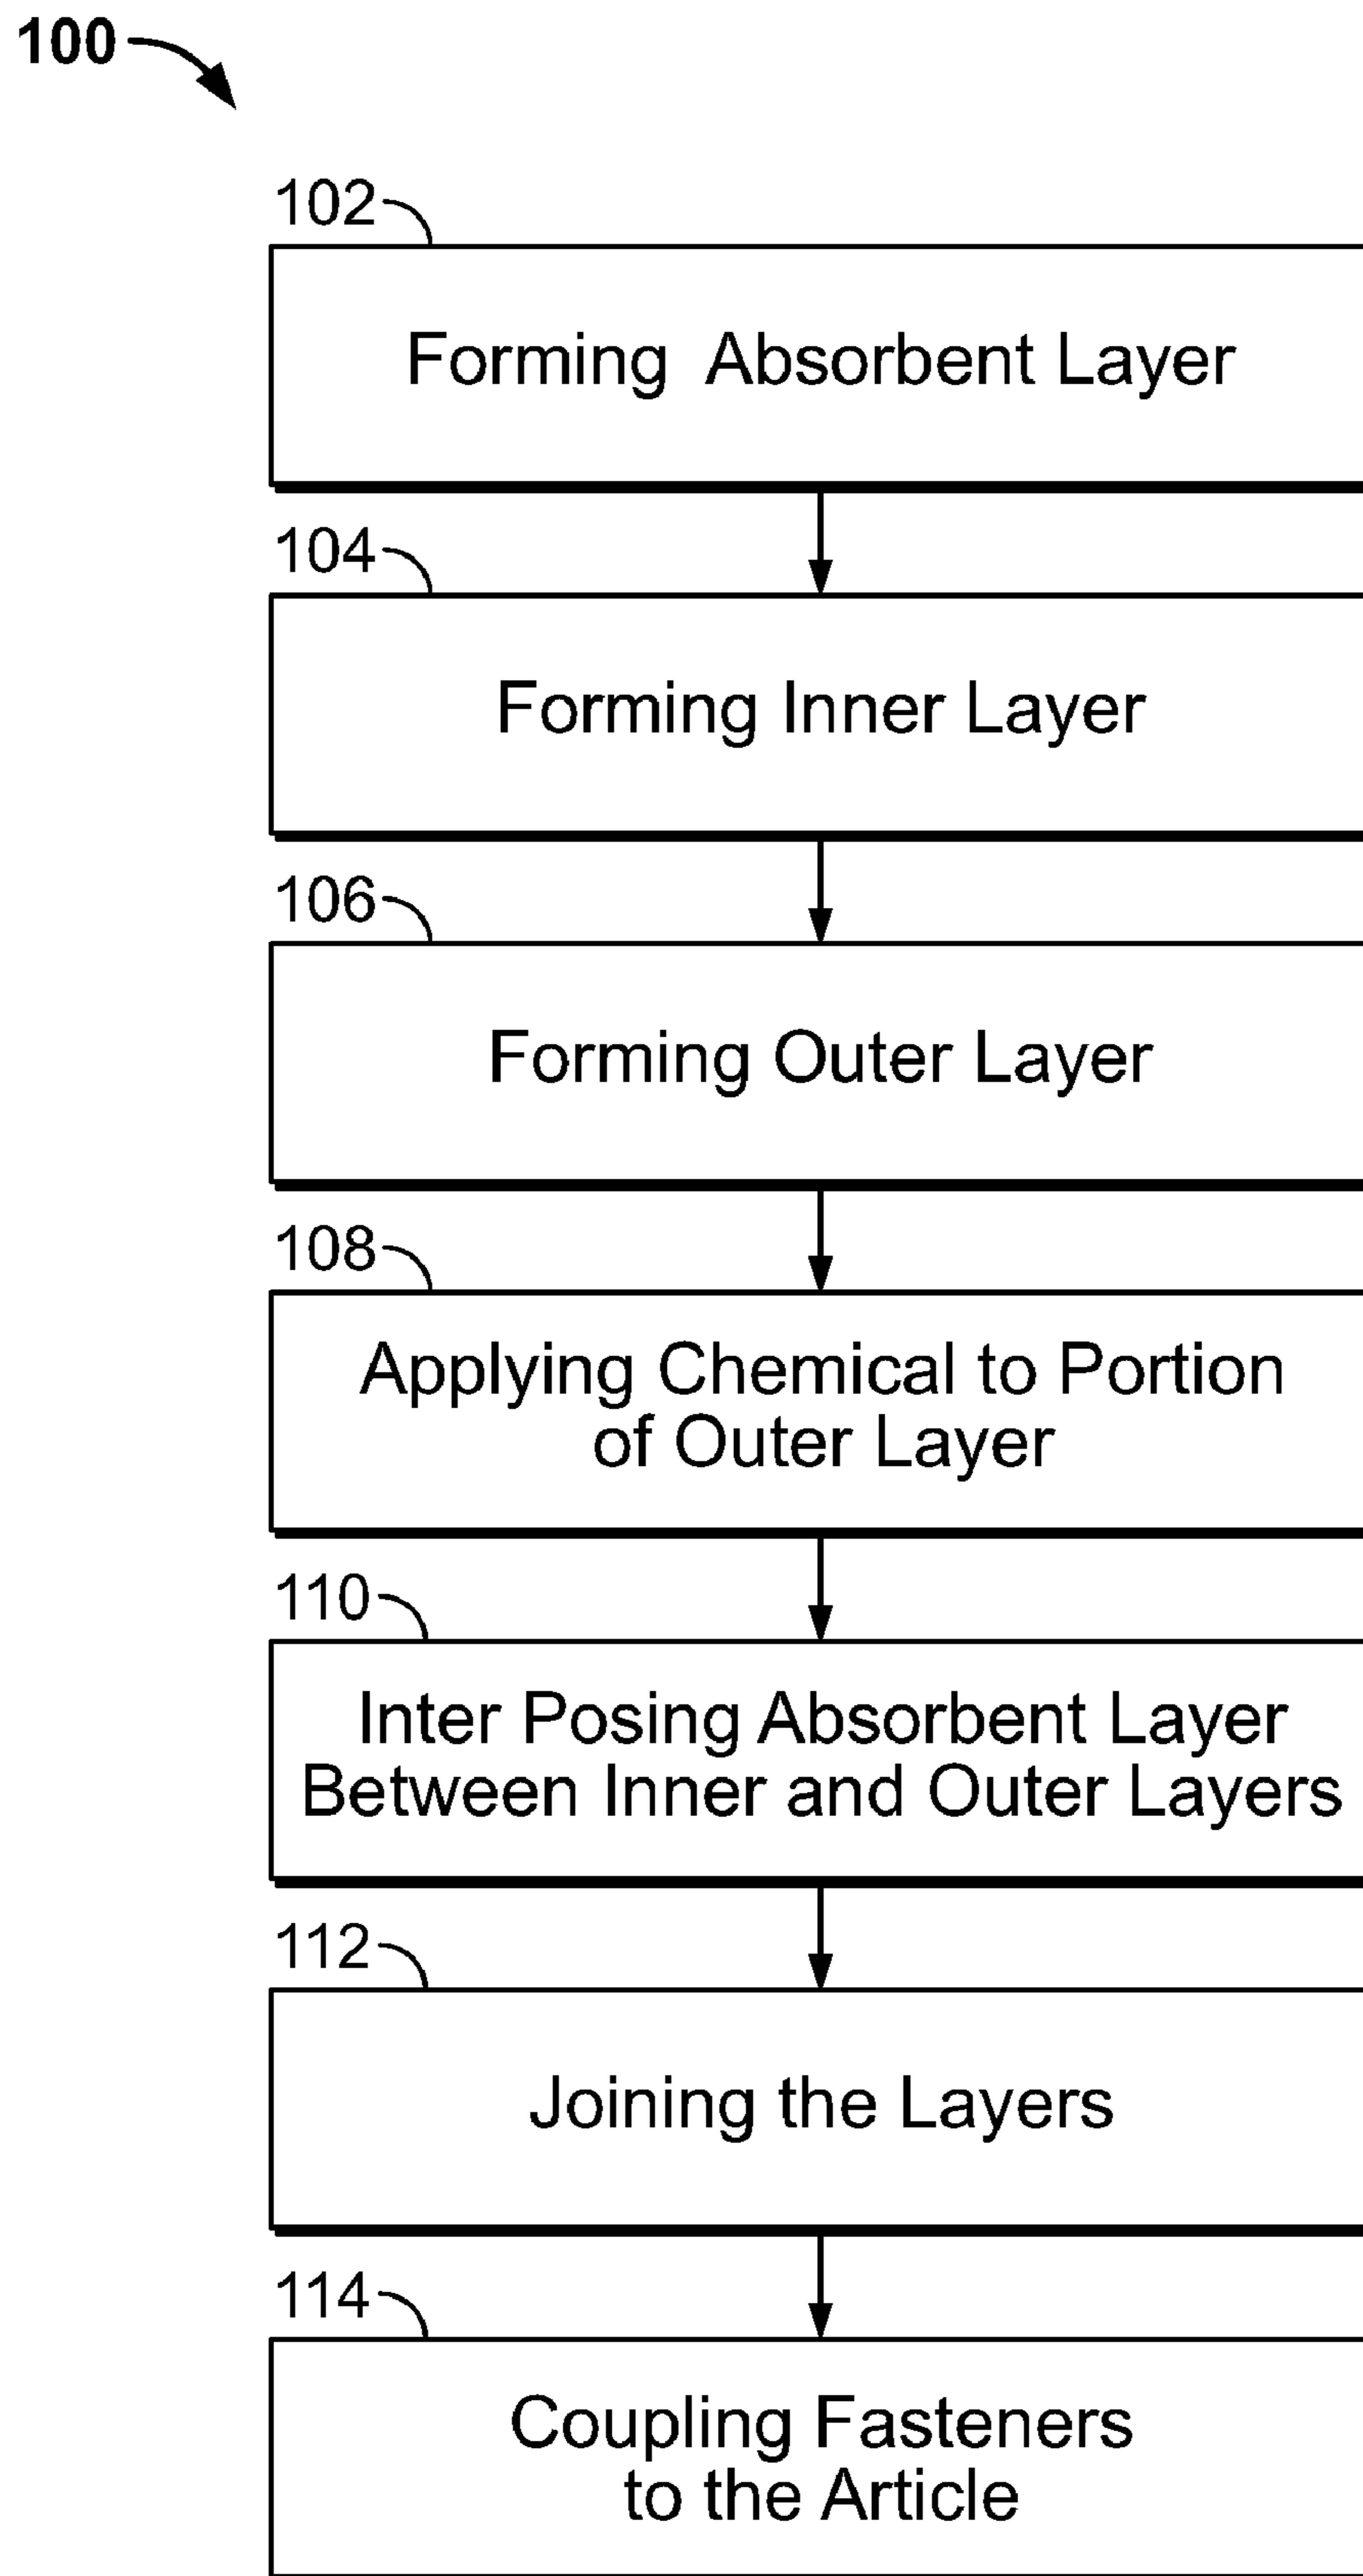 100
102
Forming Absorbent Layer
104
Forming Inner Layer
106
Forming Outer Layer
108
Applying Chemical to Portion
of Outer Layer
110
Inter Posing Absorbent Layer
Between Inner and Outer Layers
112
Joining the Layers
114
Coupling Fasteners
to the Article